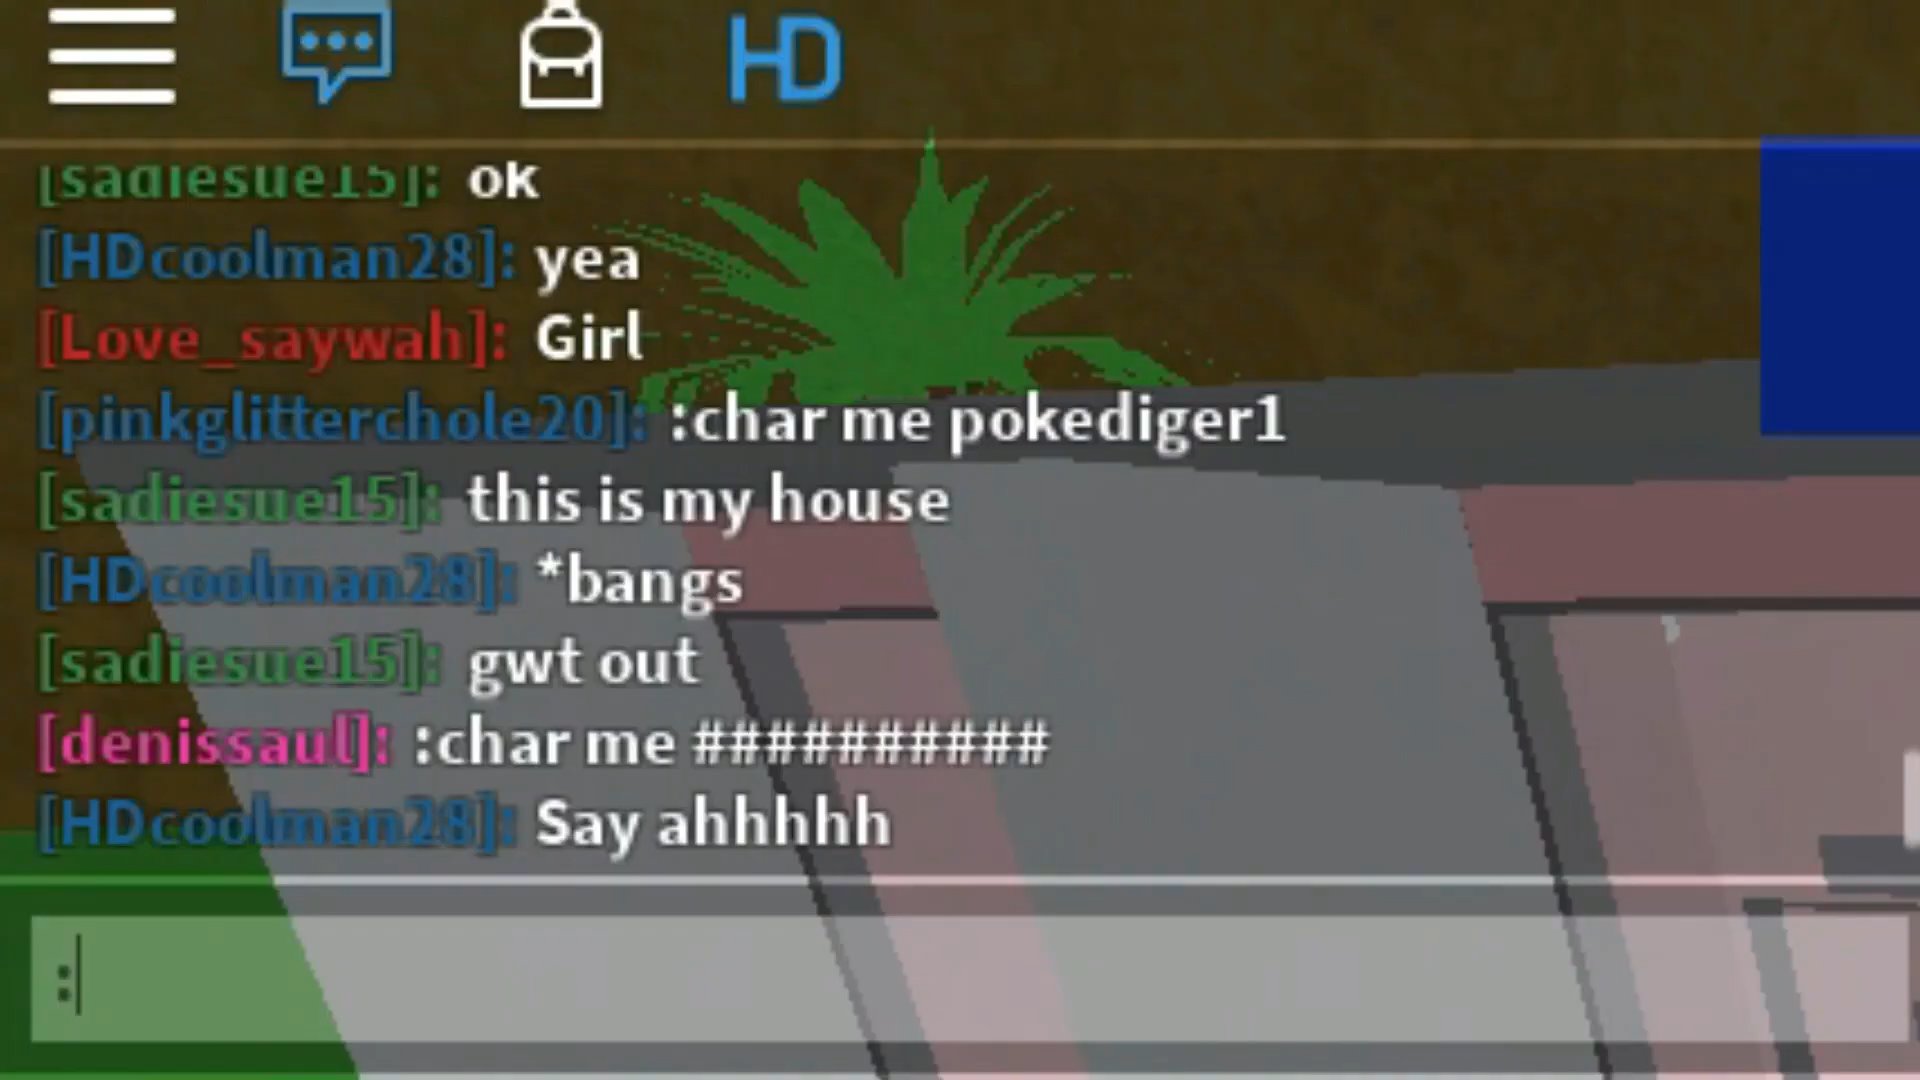 HD
[sadiesue15]: ok
[HDcoolman28]: yea
[Love_saywah]: Girl
[pinkglitterchole20]: :char me pokediger1
[sadiesue15]: this is my house
[HDcoolman28]: *bangs
[sadiesue15]: gwt out
[denissaul]: :char me ##########
[HDcoolman28]: Say ahhhhh
: